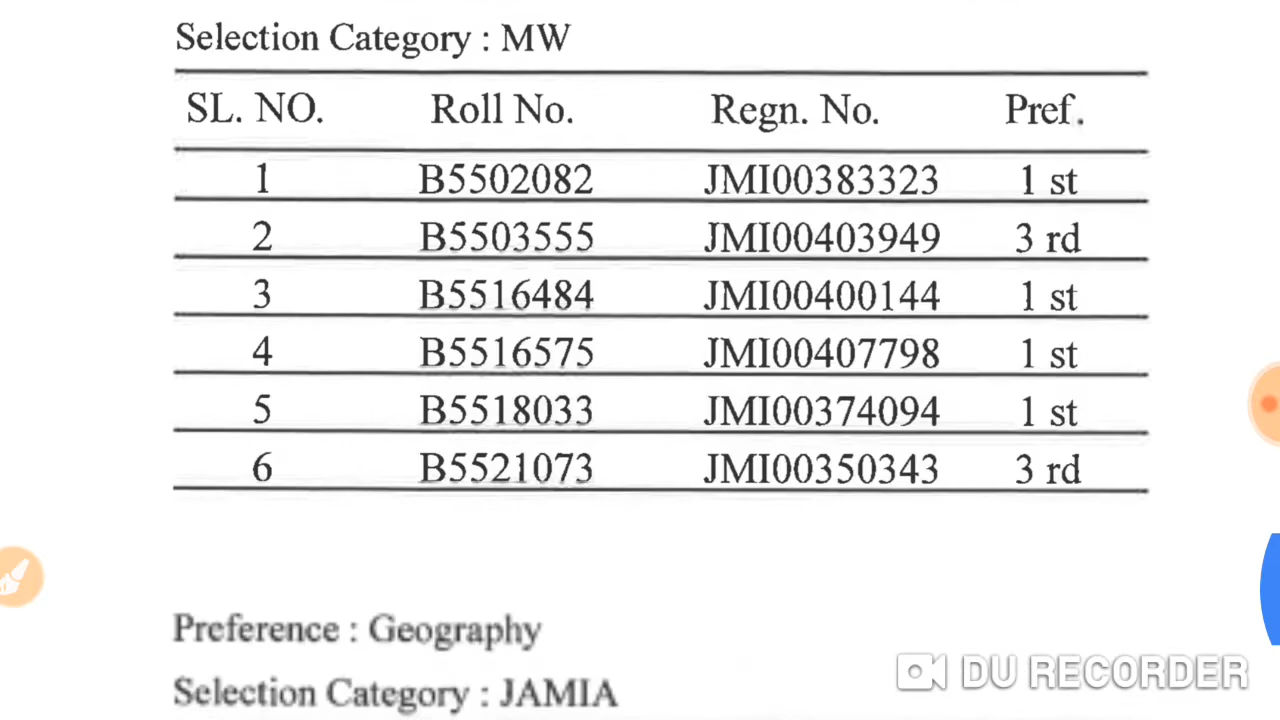 Selection Category : MW
SL. NO. Roll No. Regn. No. Pref.
1 B5502082 JMI00383323 1 st
2 B5503555 JMI00403949 3 rd
3 B5516484 JMI00400144 1 st
4 B5516575 JMI00407798 1 st
5 B5518033 JMI00374094 1 st
6 B5521073 JMI00350343 3 rd
Preference : Geography
Selection Category : JAMIA
DU RECORDER